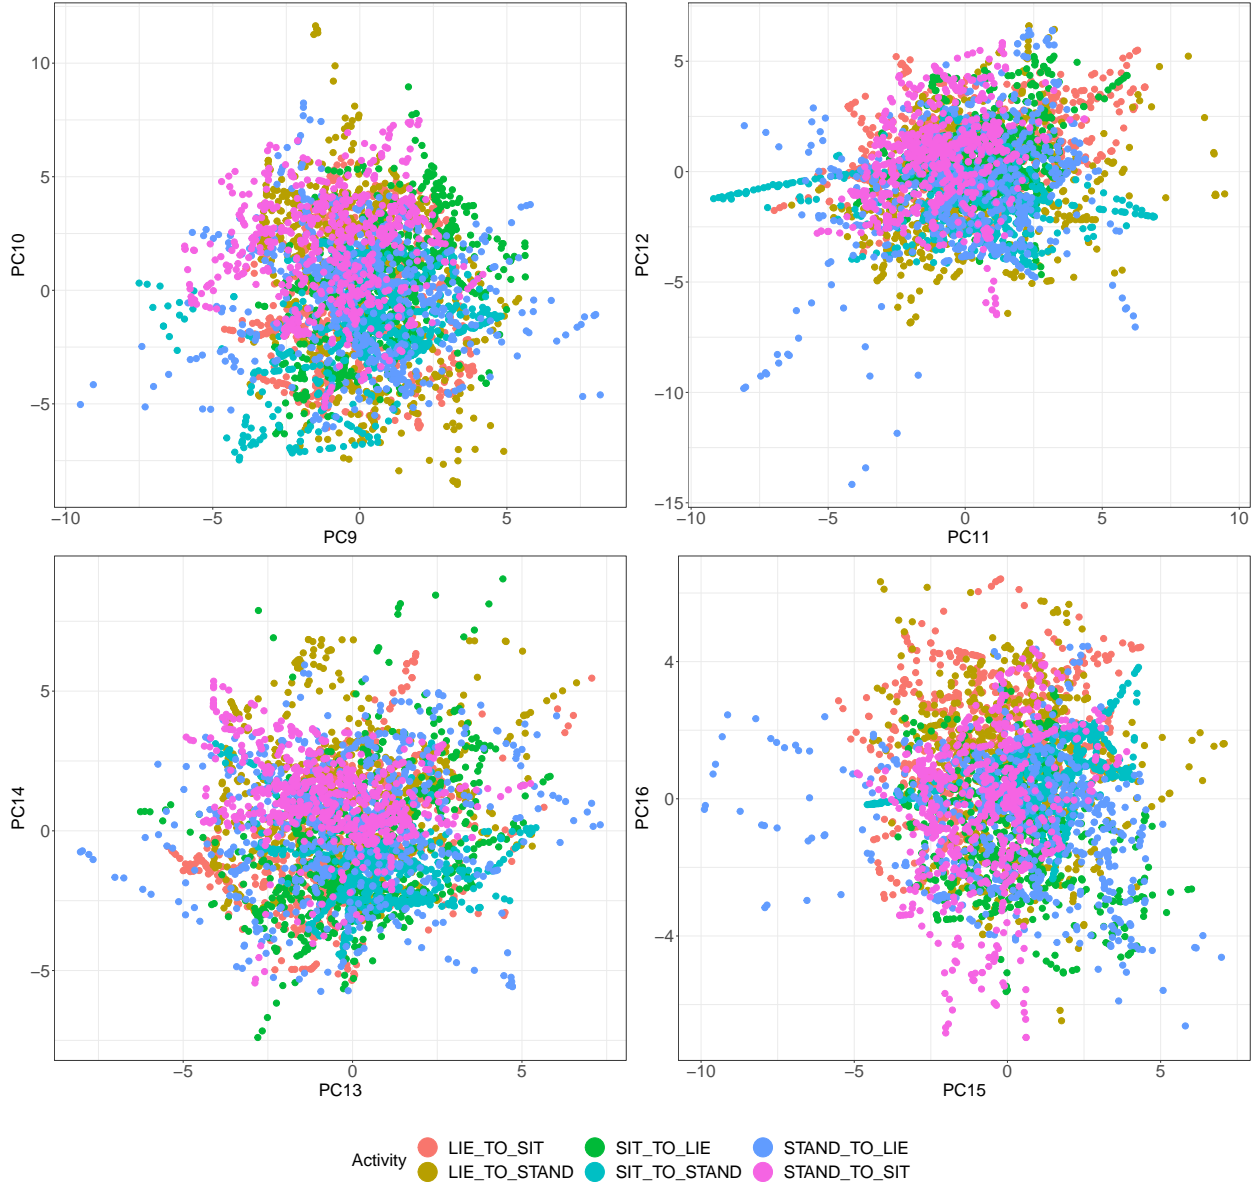 10
5
0
−5
PC10
−10
−5
0
5
PC9
5
0
−5
−10
−15
PC12
−10
−5
0
5
10
PC11
5
0
−5
PC14
−5
0
5
PC13
4
0
−4
PC16
−10
−5
0
5
PC15
Activity
LIE_TO_SIT
SIT_TO_LIE
STAND_TO_LIE
LIE_TO_STAND
SIT_TO_STAND
STAND_TO_SIT